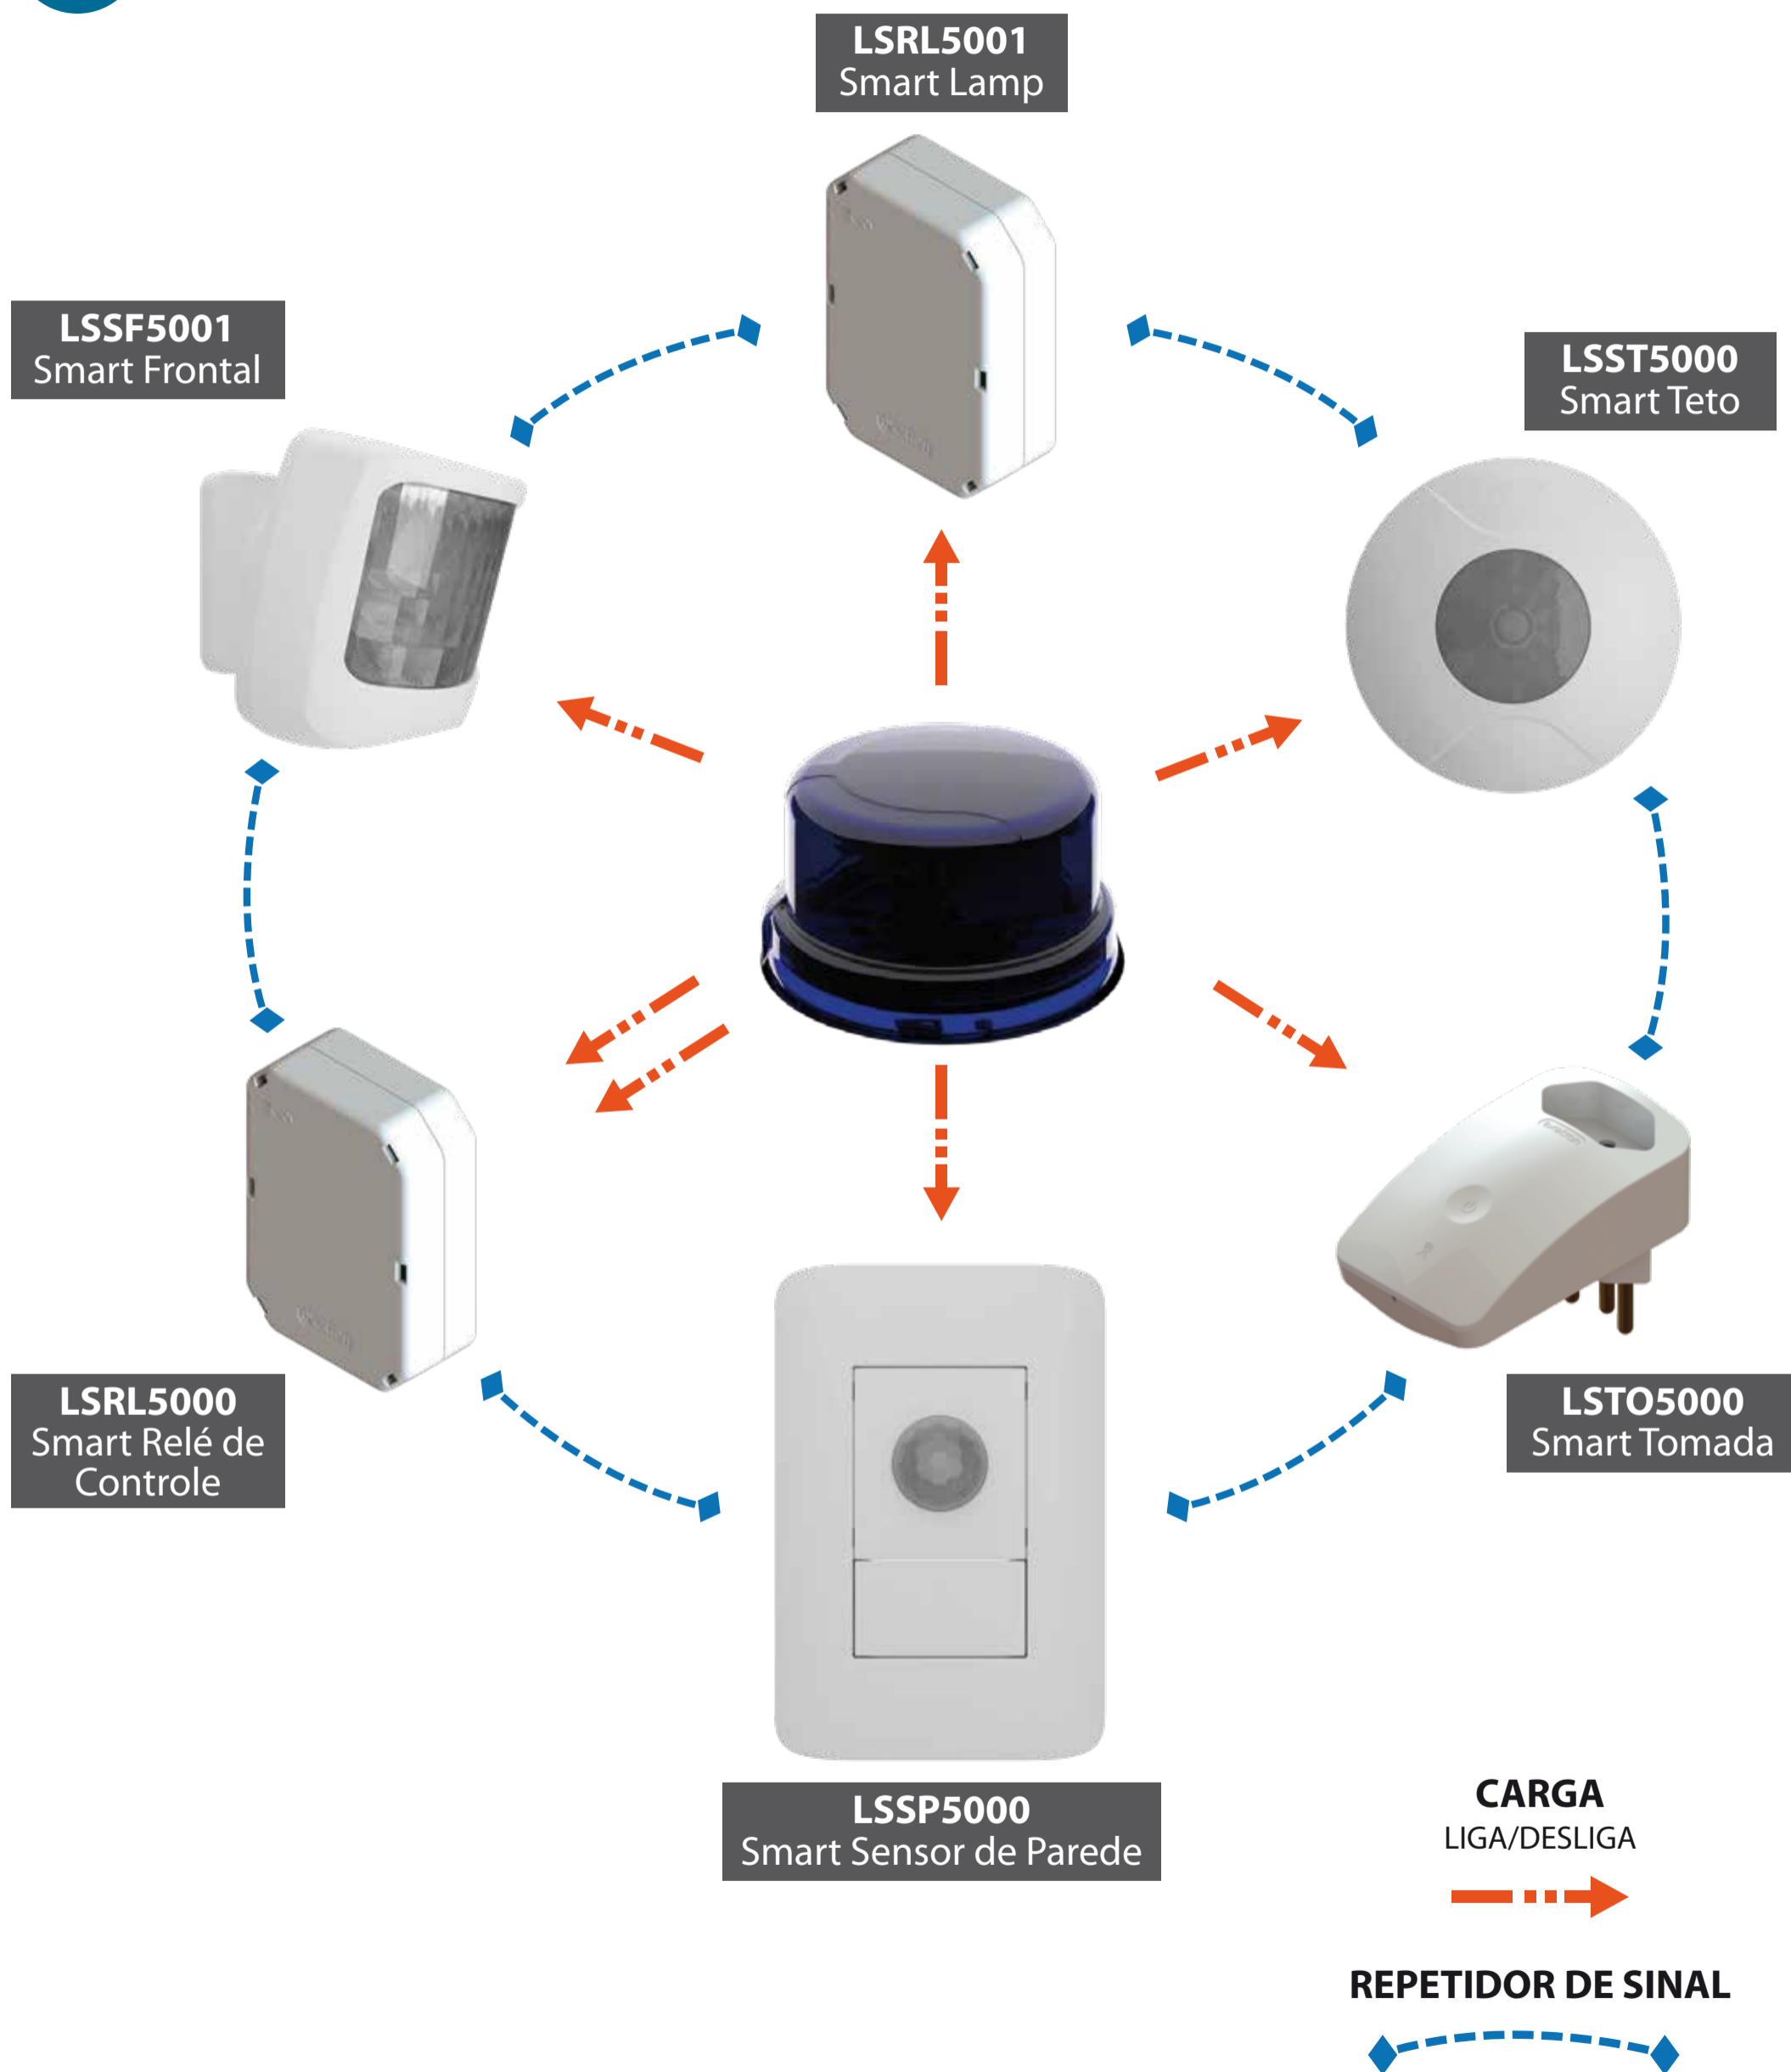 LSRL5001
Smart Lamp
LSSF5001
Smart Frontal
LSST5000
Smart Teto
LSRL5000
Smart Relé de
Controle
LSTO5000
Smart Tomada
LSSP5000
Smart Sensor de Parede
CARGA
LIGA/DESLIGA
REPETIDOR DE SINAL